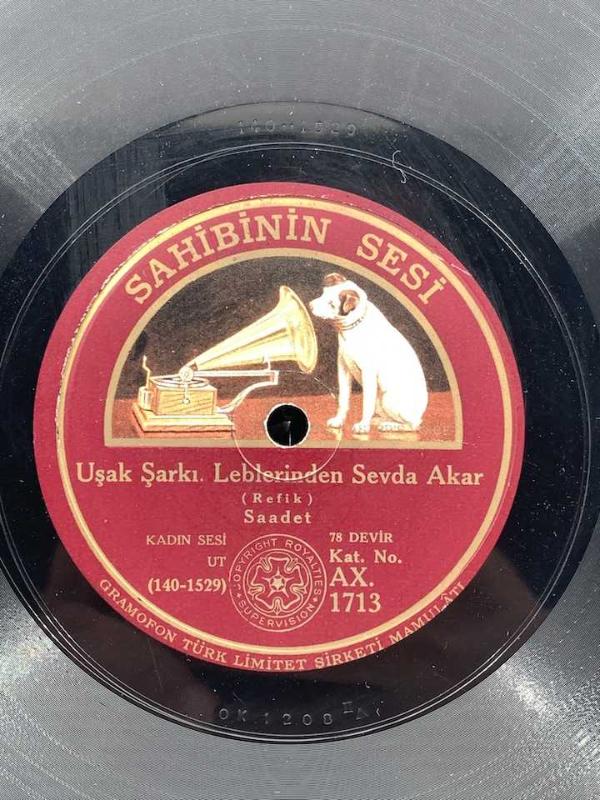 140-1529
SAHİBİNİN SESİ
Uşak Şarkı. Leblerinden Sevda Akar
(Refik)
Saadet
KADIN SESİ
UT
(140-1529)
COPYRIGHT ROYALTIES
SUPERVISION
78 DEVİR
Kat. No.
AX.
1713
GRAMOFON TÜRK LİMİTET ŞİRKETİ MAMULÂTI
OK 1208 II